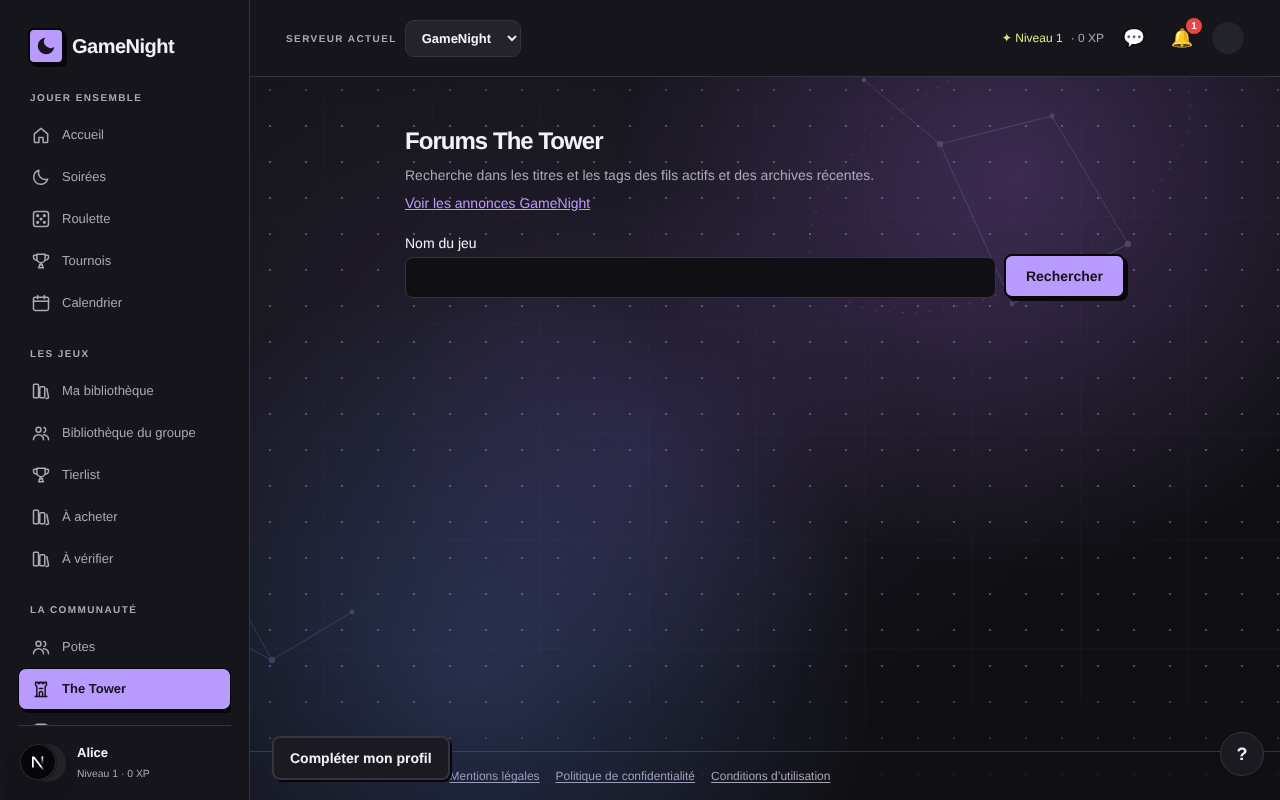 GameNight
JOUER ENSEMBLE
Accueil
Soirées
Roulette
Tournois
Calendrier
LES JEUX
Ma bibliothèque
Bibliothèque du groupe
Tierlist
À acheter
À vérifier
LA COMMUNAUTÉ
Potes
The Tower
N
Alice
Niveau 1 · 0 XP
SERVEUR ACTUEL
GameNight
✦ Niveau 1 · 0 XP
1
Forums The Tower
Recherche dans les titres et les tags des fils actifs et des archives récentes.
Voir les annonces GameNight
Nom du jeu
Rechercher
Compléter mon profil
Mentions légales
Politique de confidentialité
Conditions d’utilisation
?